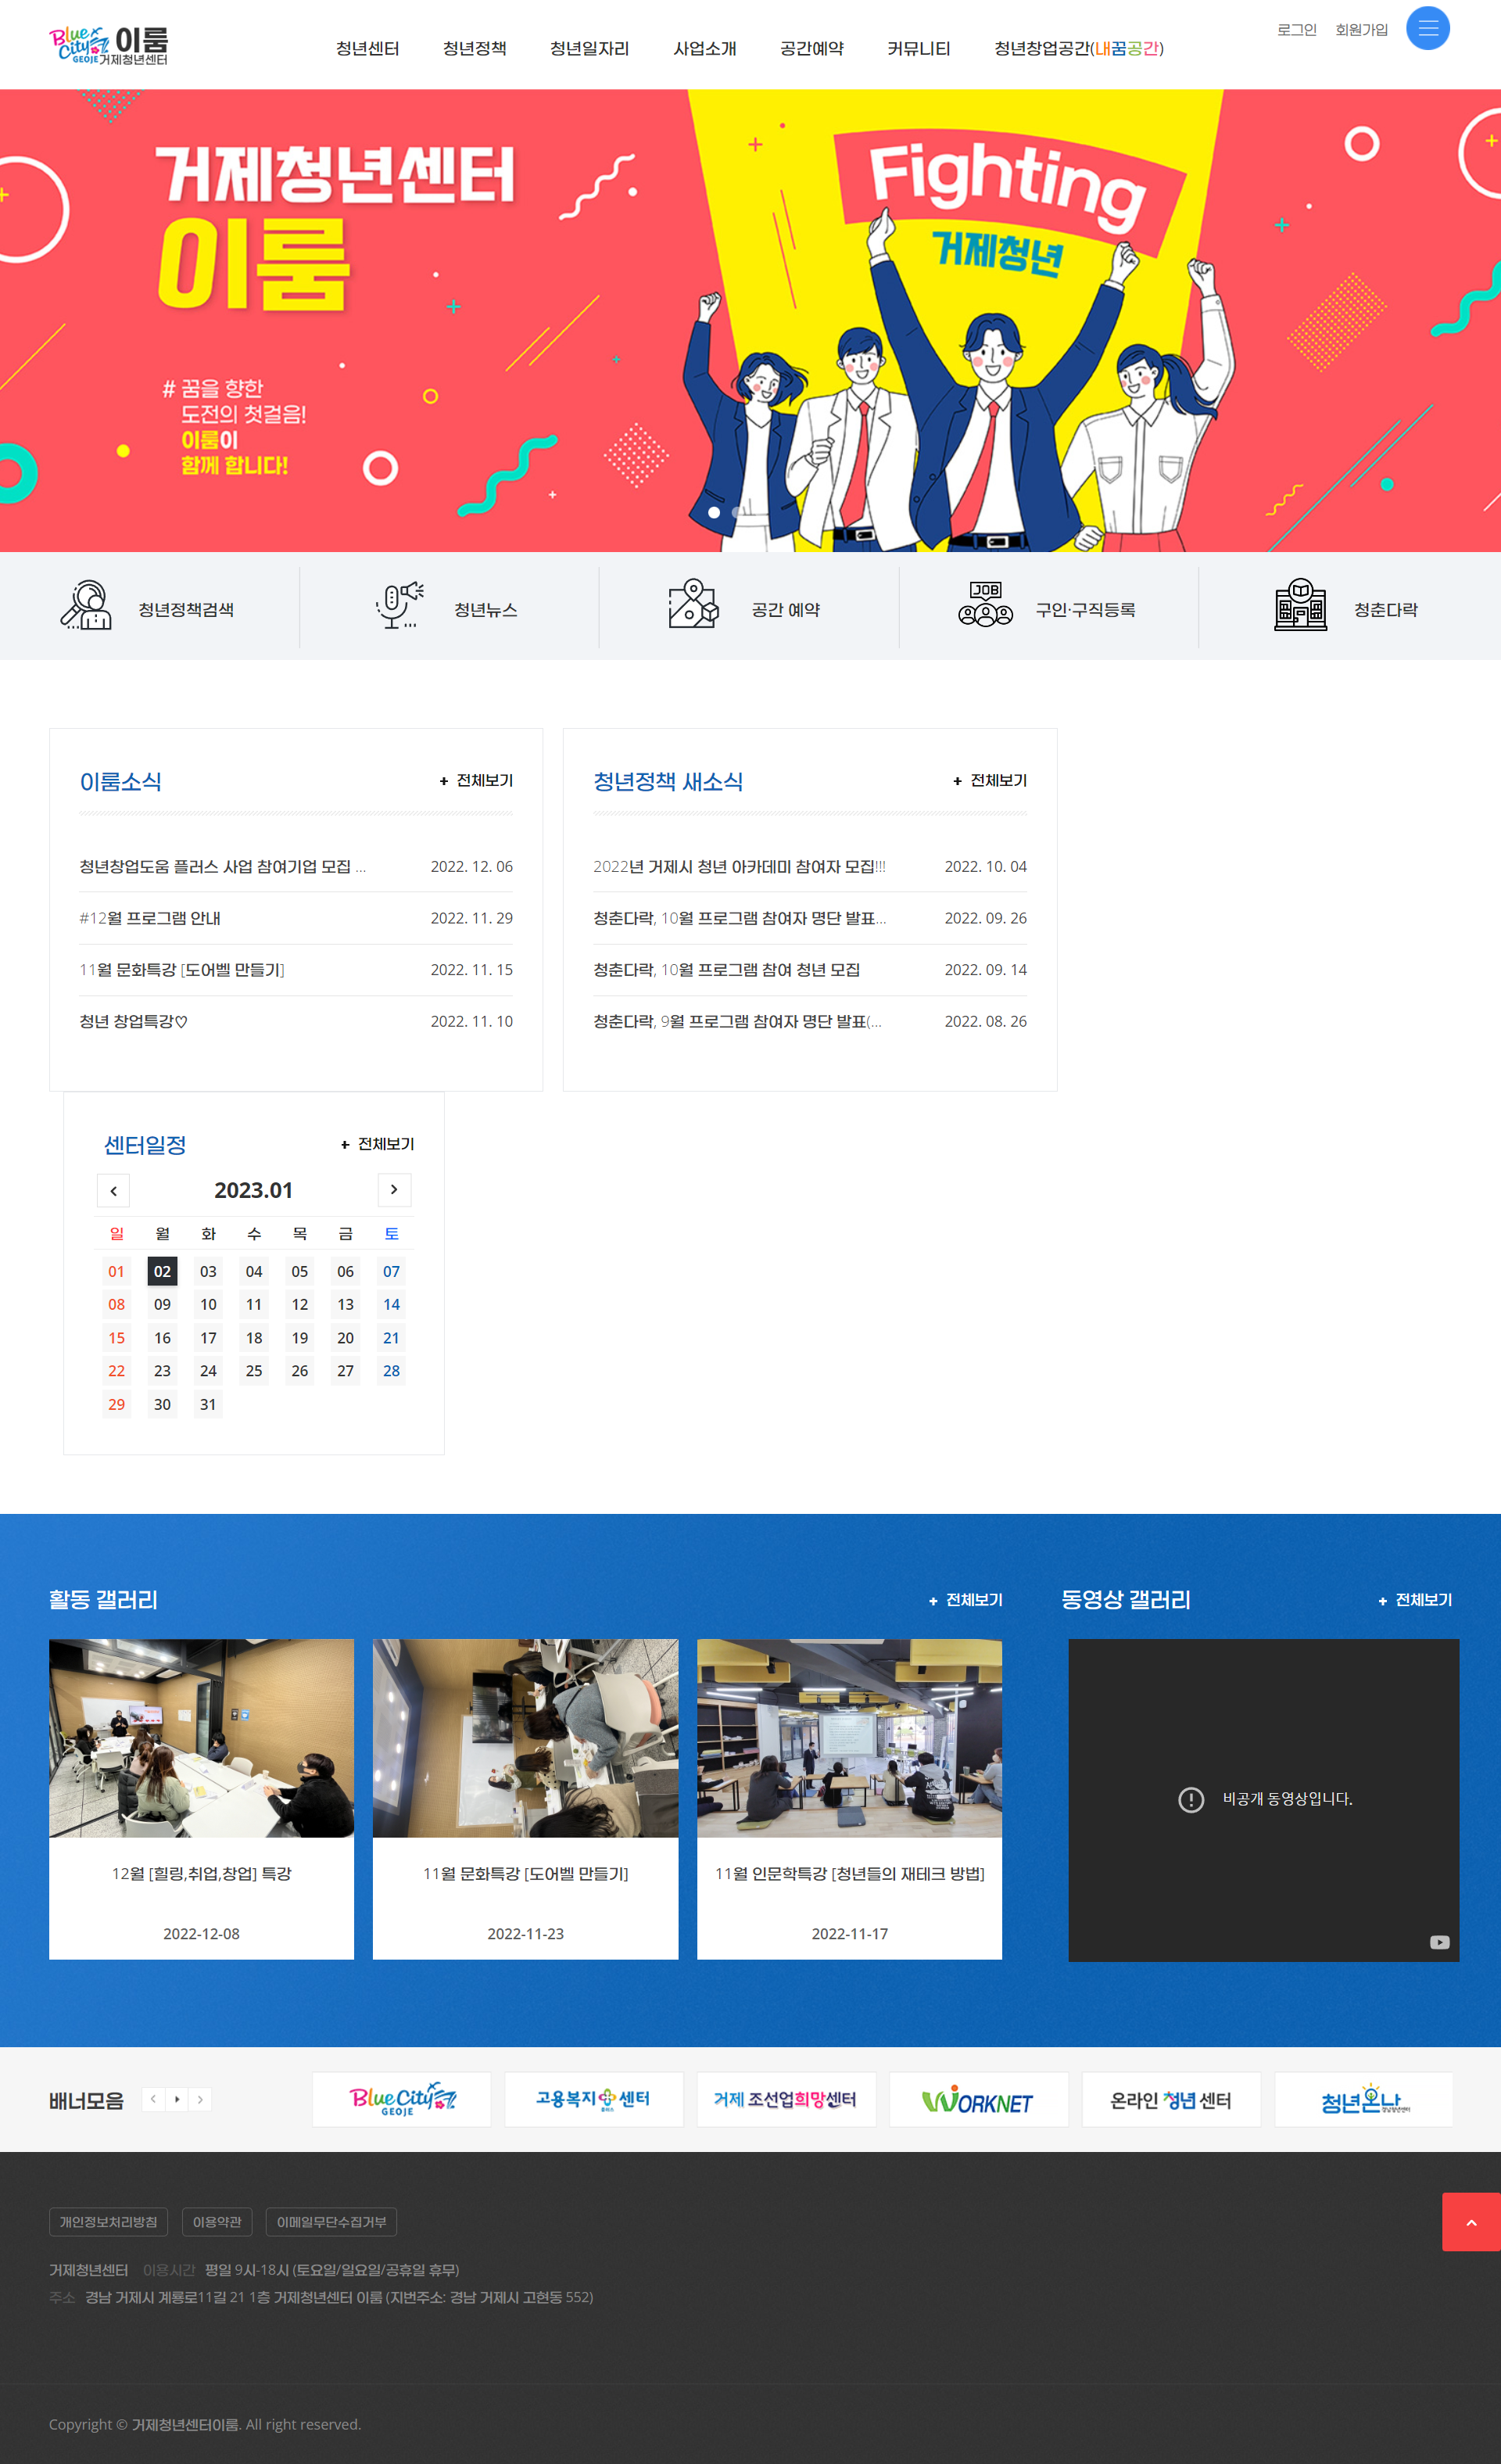 Blue City GEOJE 이룸 거제청년센터
청년센터 청년정책 청년일자리 사업소개 공간예약 커뮤니티 청년창업공간(내꿈공간)
로그인 회원가입
거제청년센터
이룸
# 꿈을 향한
도전의 첫걸음!
이룸이
함께 합니다!
Fighting
거제청년
청년정책검색 청년뉴스 공간 예약 JOB 구인·구직등록 청춘다락
이룸소식 + 전체보기
청년창업도움 플러스 사업 참여기업 모집 ... 2022. 12. 06
#12월 프로그램 안내 2022. 11. 29
11월 문화특강 [도어벨 만들기] 2022. 11. 15
청년 창업특강♡ 2022. 11. 10
청년정책 새소식 + 전체보기
2022년 거제시 청년 아카데미 참여자 모집!!! 2022. 10. 04
청춘다락, 10월 프로그램 참여자 명단 발표... 2022. 09. 26
청춘다락, 10월 프로그램 참여 청년 모집 2022. 09. 14
청춘다락, 9월 프로그램 참여자 명단 발표(... 2022. 08. 26
센터일정 + 전체보기
2023.01
일 월 화 수 목 금 토
01 02 03 04 05 06 07
08 09 10 11 12 13 14
15 16 17 18 19 20 21
22 23 24 25 26 27 28
29 30 31
활동 갤러리 + 전체보기
12월 [힐링,취업,창업] 특강
2022-12-08
11월 문화특강 [도어벨 만들기]
2022-11-23
11월 인문학특강 [청년들의 재테크 방법]
2022-11-17
동영상 갤러리 + 전체보기
비공개 동영상입니다.
배너모음
Blue City GEOJE
고용복지 플러스 센터
거제 조선업희망센터
WORKNET
온라인 청년 센터
청년온나 경남청년센터
개인정보처리방침 이용약관 이메일무단수집거부
거제청년센터 이용시간 평일 9시-18시 (토요일/일요일/공휴일 휴무)
주소 경남 거제시 계룡로11길 21 1층 거제청년센터 이룸 (지번주소: 경남 거제시 고현동 552)
Copyright © 거제청년센터이룸. All right reserved.